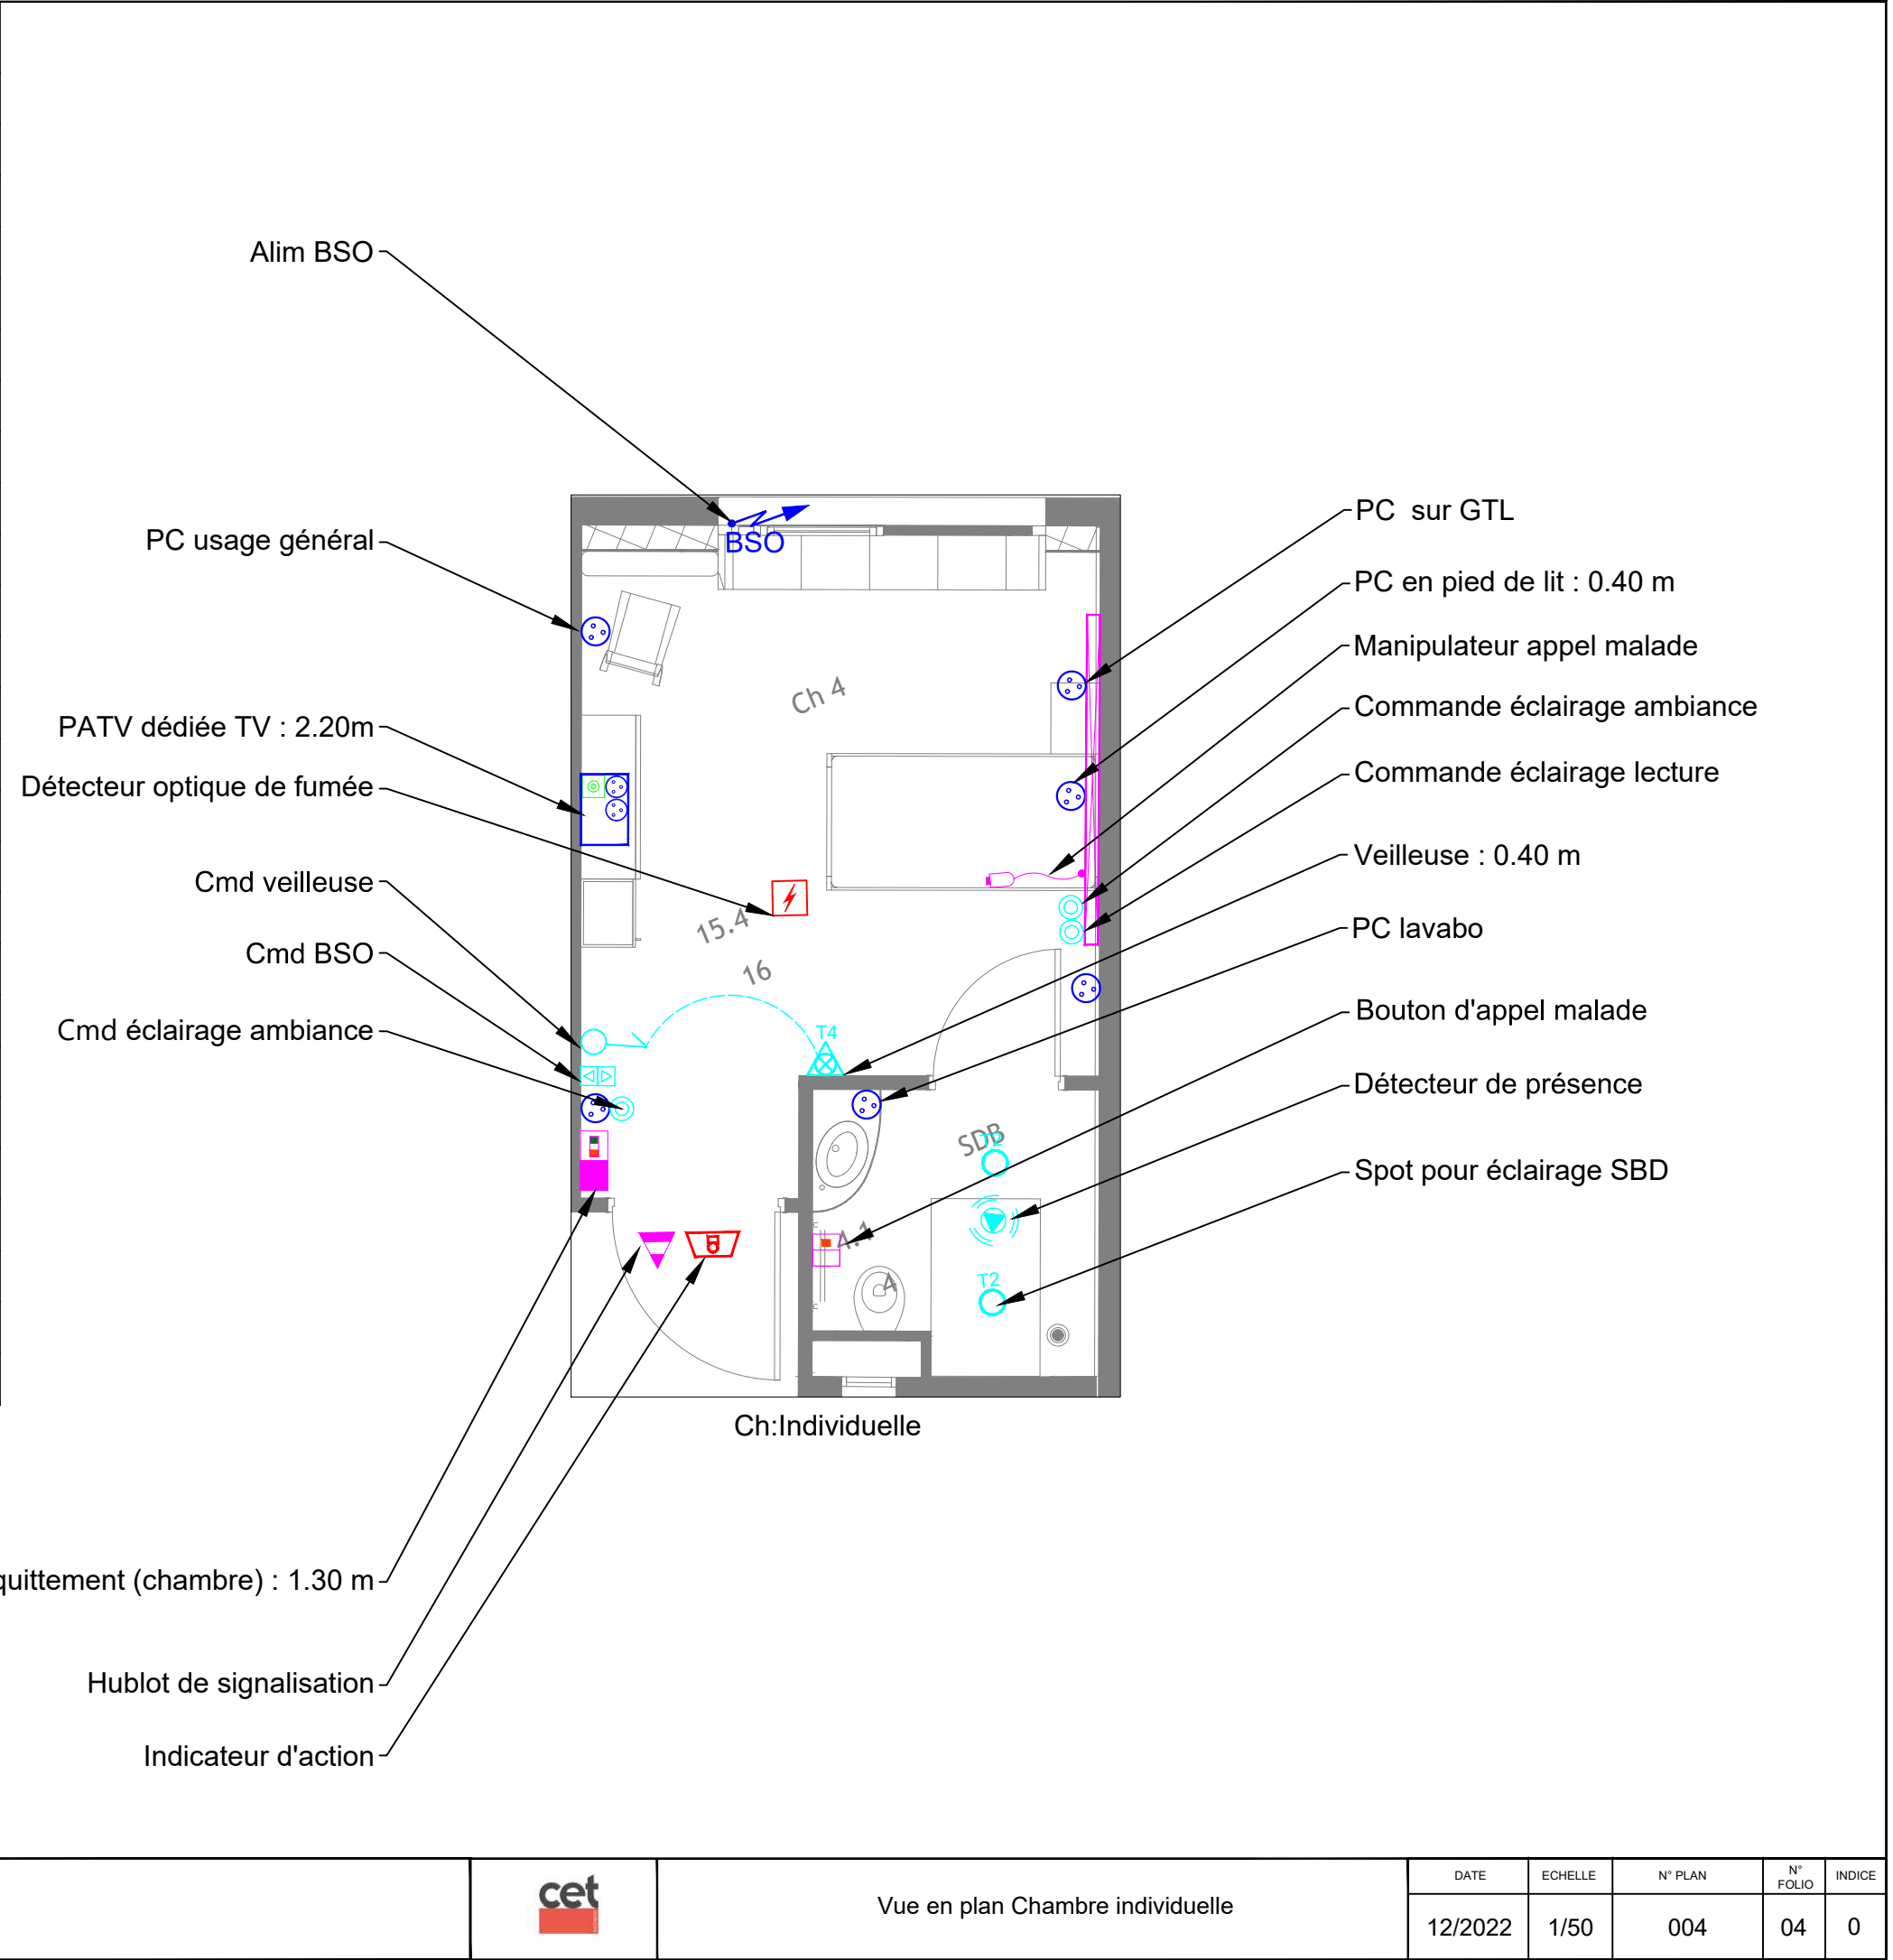 Alim BSO
PC usage général
BSO
PC  sur GTL
PC en pied de lit : 0.40 m
Manipulateur appel malade
Ch 4
PATV dédiée TV : 2.20m
Commande éclairage ambiance
Détecteur optique de fumée
Commande éclairage lecture
Veilleuse : 0.40 m
Cmd veilleuse
15.4
PC lavabo
Cmd BSO
16
Bouton d'appel malade
Cmd éclairage ambiance
T4
Détecteur de présence
SDB
T2
Spot pour éclairage SBD
4.1
4
T2
Ch:Individuelle
quittement (chambre) : 1.30 m
Hublot de signalisation
Indicateur d'action
cet
Vue en plan Chambre individuelle
DATE
ECHELLE
N° PLAN
N°
FOLIO
INDICE
12/2022
1/50
004
04
0